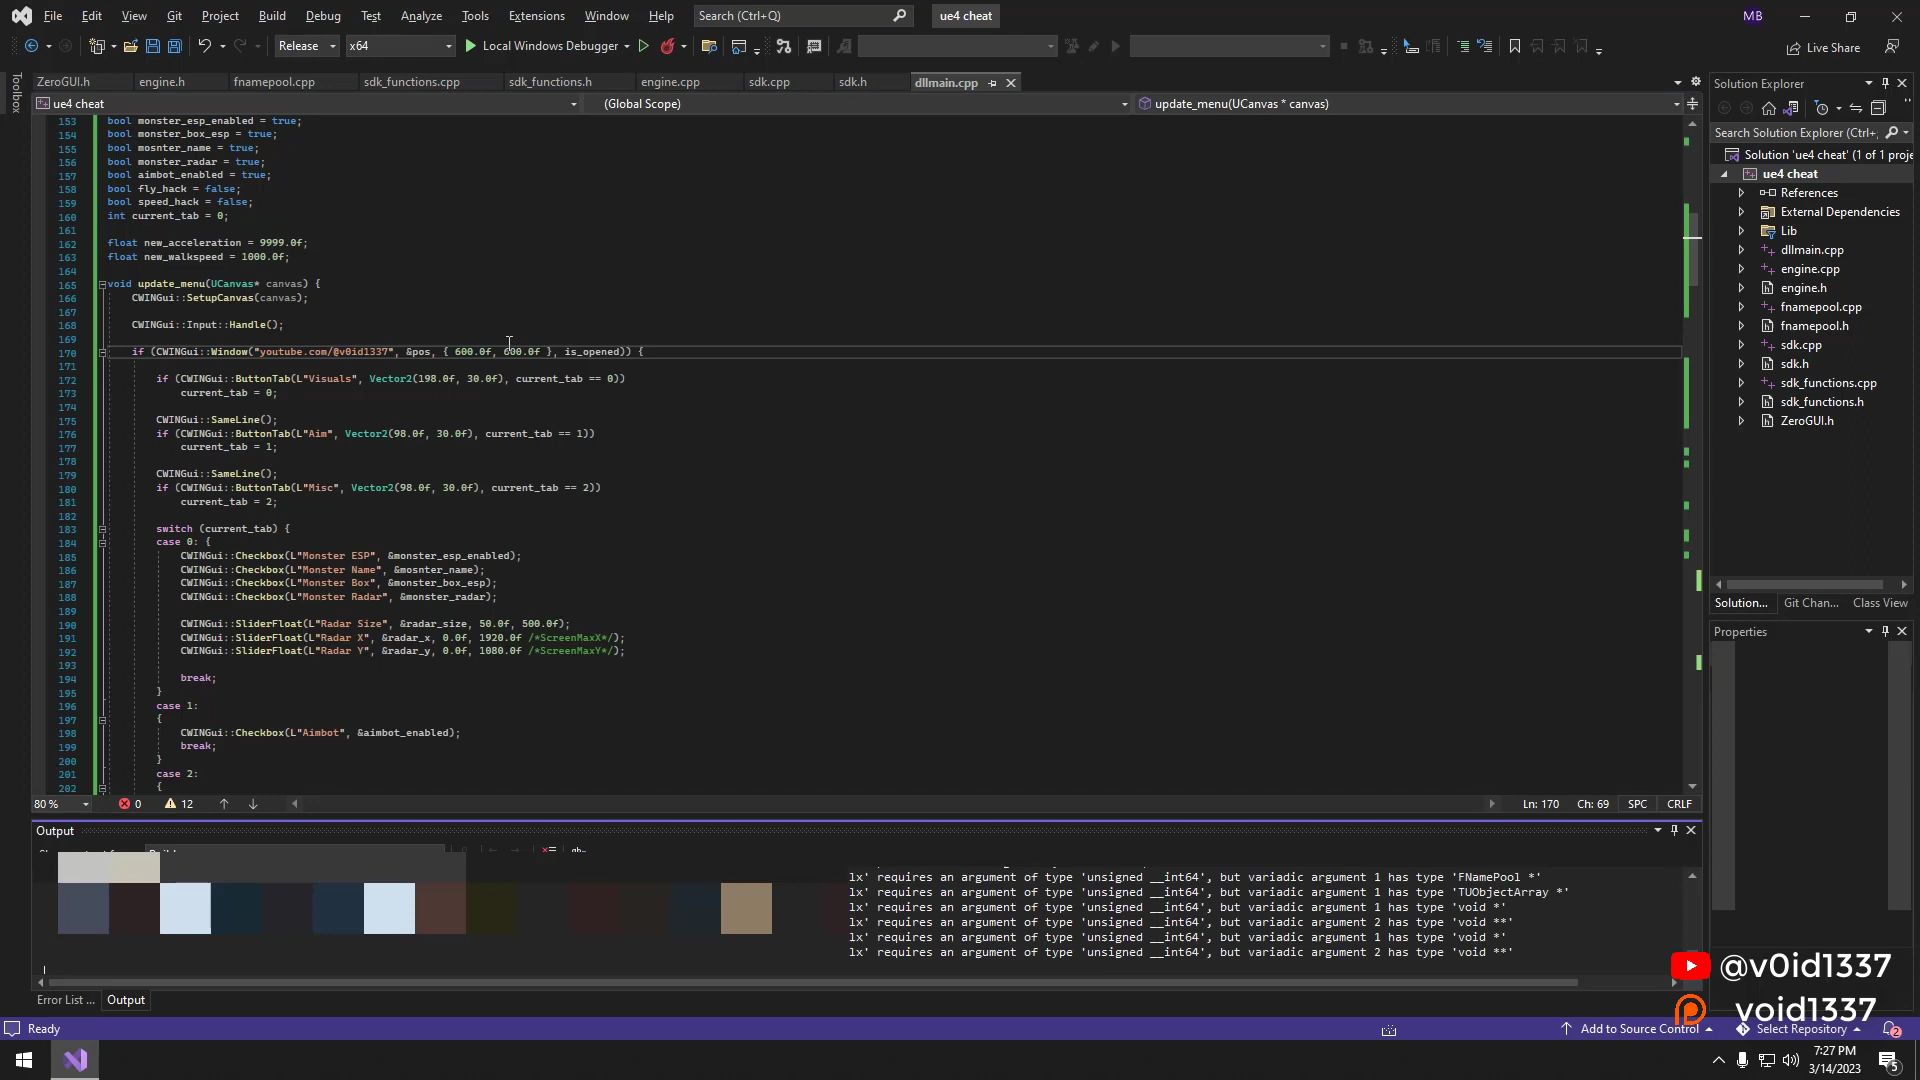 File Edit View Git Project Build Debug Test Analyze Tools Extensions Window Help Search (Ctrl+Q) ue4 cheat MB
Release x64 Local Windows Debugger Live Share
Toolbox
ZeroGUI.h engine.h fnamepool.cpp sdk_functions.cpp sdk_functions.h engine.cpp sdk.cpp sdk.h dllmain.cpp
ue4 cheat (Global Scope) update_menu(UCanvas * canvas)
153 bool monster_esp_enabled = true;
154 bool monster_box_esp = true;
155 bool mosnter_name = true;
156 bool monster_radar = true;
157 bool aimbot_enabled = true;
158 bool fly_hack = false;
159 bool speed_hack = false;
160 int current_tab = 0;
161
162 float new_acceleration = 9999.0f;
163 float new_walkspeed = 1000.0f;
164
165 void update_menu(UCanvas* canvas) {
166 CWINGui::SetupCanvas(canvas);
167
168 CWINGui::Input::Handle();
169
170 if (CWINGui::Window("youtube.com/@v0id1337", &pos, { 600.0f, 600.0f }, is_opened)) {
171
172 if (CWINGui::ButtonTab(L"Visuals", Vector2(198.0f, 30.0f), current_tab == 0))
173 current_tab = 0;
174
175 CWINGui::SameLine();
176 if (CWINGui::ButtonTab(L"Aim", Vector2(98.0f, 30.0f), current_tab == 1))
177 current_tab = 1;
178
179 CWINGui::SameLine();
180 if (CWINGui::ButtonTab(L"Misc", Vector2(98.0f, 30.0f), current_tab == 2))
181 current_tab = 2;
182
183 switch (current_tab) {
184 case 0: {
185 CWINGui::Checkbox(L"Monster ESP", &monster_esp_enabled);
186 CWINGui::Checkbox(L"Monster Name", &mosnter_name);
187 CWINGui::Checkbox(L"Monster Box", &monster_box_esp);
188 CWINGui::Checkbox(L"Monster Radar", &monster_radar);
189
190 CWINGui::SliderFloat(L"Radar Size", &radar_size, 50.0f, 500.0f);
191 CWINGui::SliderFloat(L"Radar X", &radar_x, 0.0f, 1920.0f /*ScreenMaxX*/);
192 CWINGui::SliderFloat(L"Radar Y", &radar_y, 0.0f, 1080.0f /*ScreenMaxY*/);
193
194 break;
195 }
196 case 1:
197 {
198 CWINGui::Checkbox(L"Aimbot", &aimbot_enabled);
199 break;
200 }
201 case 2:
202 {
80 % 0 12 Ln: 170 Ch: 69 SPC CRLF
Output
lx' requires an argument of type 'unsigned __int64', but variadic argument 1 has type 'FNamePool *'
lx' requires an argument of type 'unsigned __int64', but variadic argument 1 has type 'TUObjectArray *'
lx' requires an argument of type 'unsigned __int64', but variadic argument 1 has type 'void *'
lx' requires an argument of type 'unsigned __int64', but variadic argument 2 has type 'void **'
lx' requires an argument of type 'unsigned __int64', but variadic argument 1 has type 'void *'
lx' requires an argument of type 'unsigned __int64', but variadic argument 2 has type 'void **'
Error List ... Output
Solution Explorer
Search Solution Explorer (Ctrl+;
Solution 'ue4 cheat' (1 of 1 proje
ue4 cheat
References
External Dependencies
Lib
dllmain.cpp
engine.cpp
engine.h
fnamepool.cpp
fnamepool.h
sdk.cpp
sdk.h
sdk_functions.cpp
sdk_functions.h
ZeroGUI.h
Solution... Git Chan... Class View
Properties
@v0id1337
void1337
Ready Add to Source Control Select Repository 2
7:27 PM
3/14/2023
5